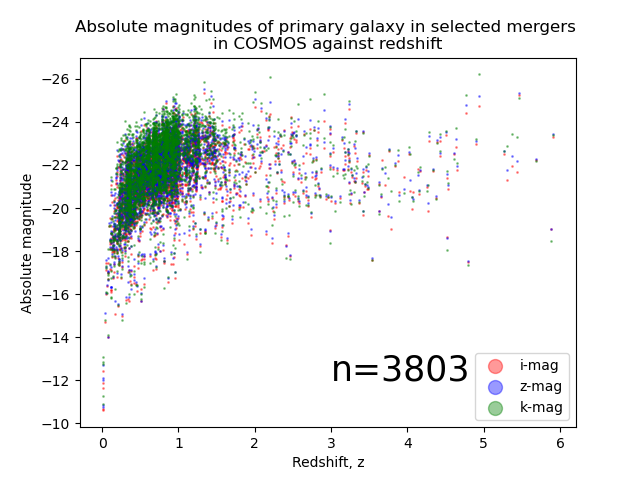 Absolute magnitudes of primary galaxy in selected mergers
in COSMOS against redshift
Absolute magnitude
−26
−24
−22
−20
−18
−16
−14
−12
−10
n=3803
i-mag
z-mag
k-mag
0 1 2 3 4 5 6
Redshift, z